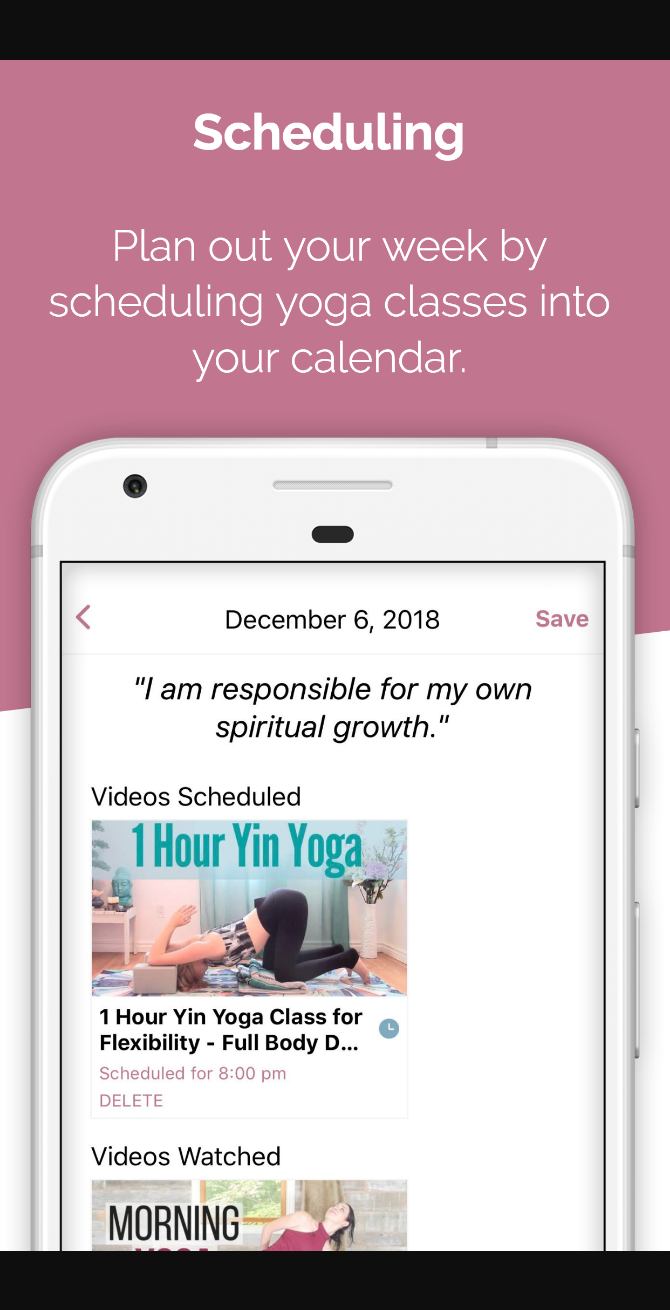 Scheduling
Plan out your week by
scheduling yoga classes into
your calendar.
December 6, 2018
Save
"I am responsible for my own
spiritual growth."
Videos Scheduled
1 Hour Yin Yoga
1 Hour Yin Yoga Class for
Flexibility - Full Body D...
Scheduled for 8:00 pm
DELETE
Videos Watched
MORNING
YOGA